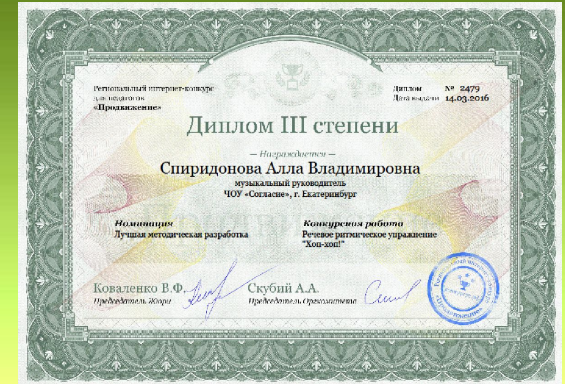 Региональный интернет-конкурс
для педагогов
«Продвижение»
Диплом № 2479
Дата выдачи 14.03.2016
Диплом III степени
— Награждается —
Спиридонова Алла Владимировна
музыкальный руководитель
ЧОУ «Согласие», г. Екатеринбург
Номинация
Лучшая методическая разработка
Конкурсная работа
Речевое ритмическое упражнение
"Хоп-хоп!"
Коваленко В.Ф.
Председатель Жюри
Скубий А.А.
Председатель Оргкомитета